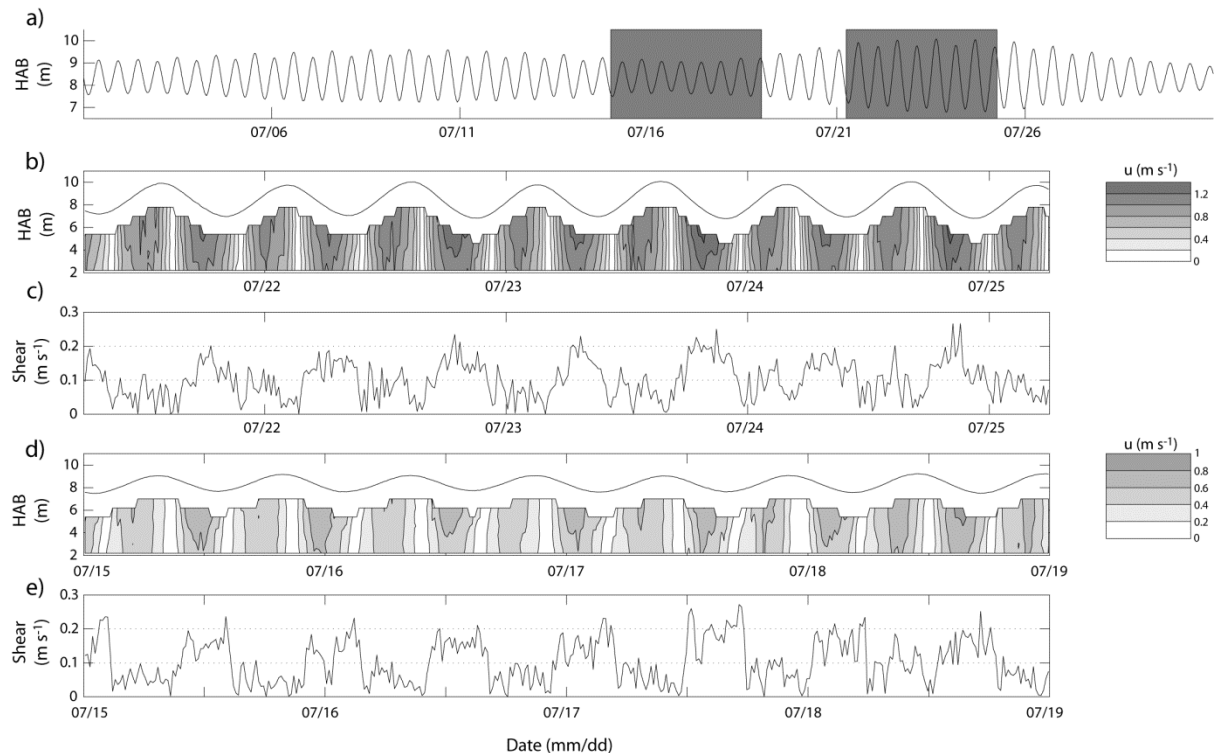 a)
HAB
(m)
10
9
8
7
07/06 07/11 07/16 07/21 07/26
b)
HAB
(m)
10
8
6
4
2
07/22 07/23 07/24 07/25
u (m s-1)
1.2
0.8
0.4
0
c)
Shear
(m s-1)
0.3
0.2
0.1
0
07/22 07/23 07/24 07/25
d)
HAB
(m)
10
8
6
4
2
07/15 07/16 07/17 07/18 07/19
u (m s-1)
1
0.8
0.6
0.4
0.2
0
e)
Shear
(m s-1)
0.3
0.2
0.1
0
07/15 07/16 07/17 07/18 07/19
Date (mm/dd)